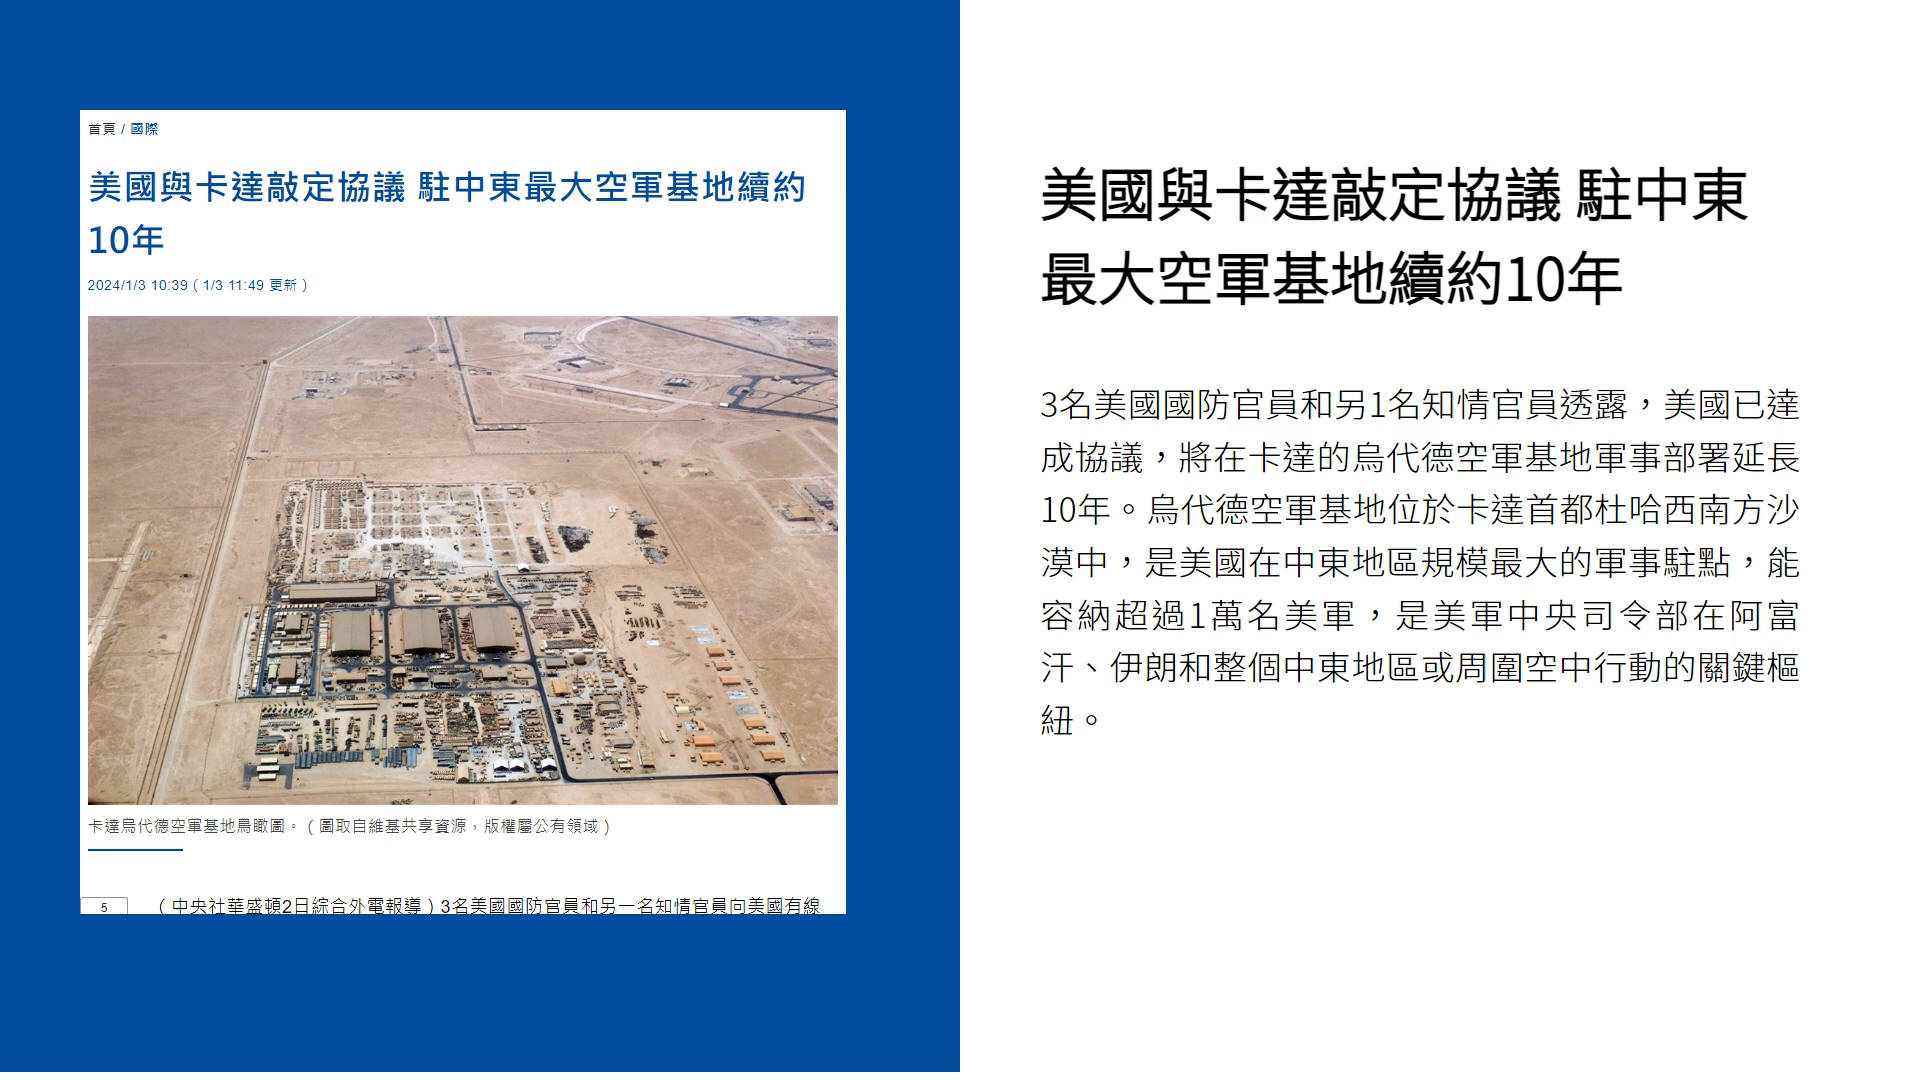 首頁 / 國際
美國與卡達敲定協議 駐中東最大空軍基地續約
10年
2024/1/3 10:39（1/3 11:49 更新）
卡達烏代德空軍基地鳥瞰圖。（圖取自維基共享資源，版權屬公有領域）
5
（中央社華盛頓2日綜合外電報導）3名美國國防官員和另一名知情官員向美國有線
美國與卡達敲定協議 駐中東
最大空軍基地續約10年
3名美國國防官員和另1名知情官員透露，美國已達
成協議，將在卡達的烏代德空軍基地軍事部署延長
10年。烏代德空軍基地位於卡達首都杜哈西南方沙
漠中，是美國在中東地區規模最大的軍事駐點，能
容納超過1萬名美軍，是美軍中央司令部在阿富
汗、伊朗和整個中東地區或周圍空中行動的關鍵樞
紐。